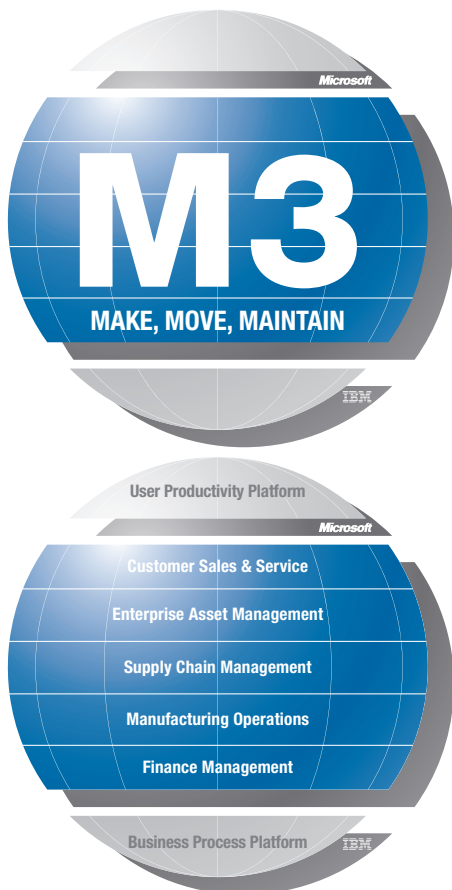 Microsoft
M3
MAKE, MOVE, MAINTAIN
IBM
User Productivity Platform
Microsoft
Customer Sales & Service
Enterprise Asset Management
Supply Chain Management
Manufacturing Operations
Finance Management
Business Process Platform
IBM